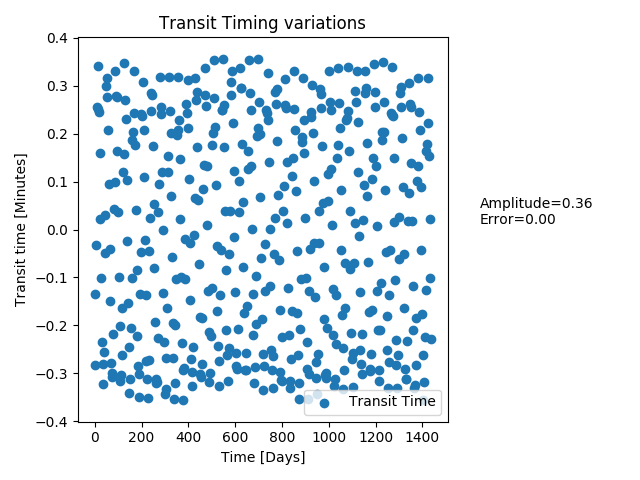 Transit Timing variations
0.4
0.3
0.2
0.1
0.0
−0.1
−0.2
−0.3
−0.4
Transit time [Minutes]
Amplitude=0.36
Error=0.00
Transit Time
0 200 400 600 800 1000 1200 1400
Time [Days]